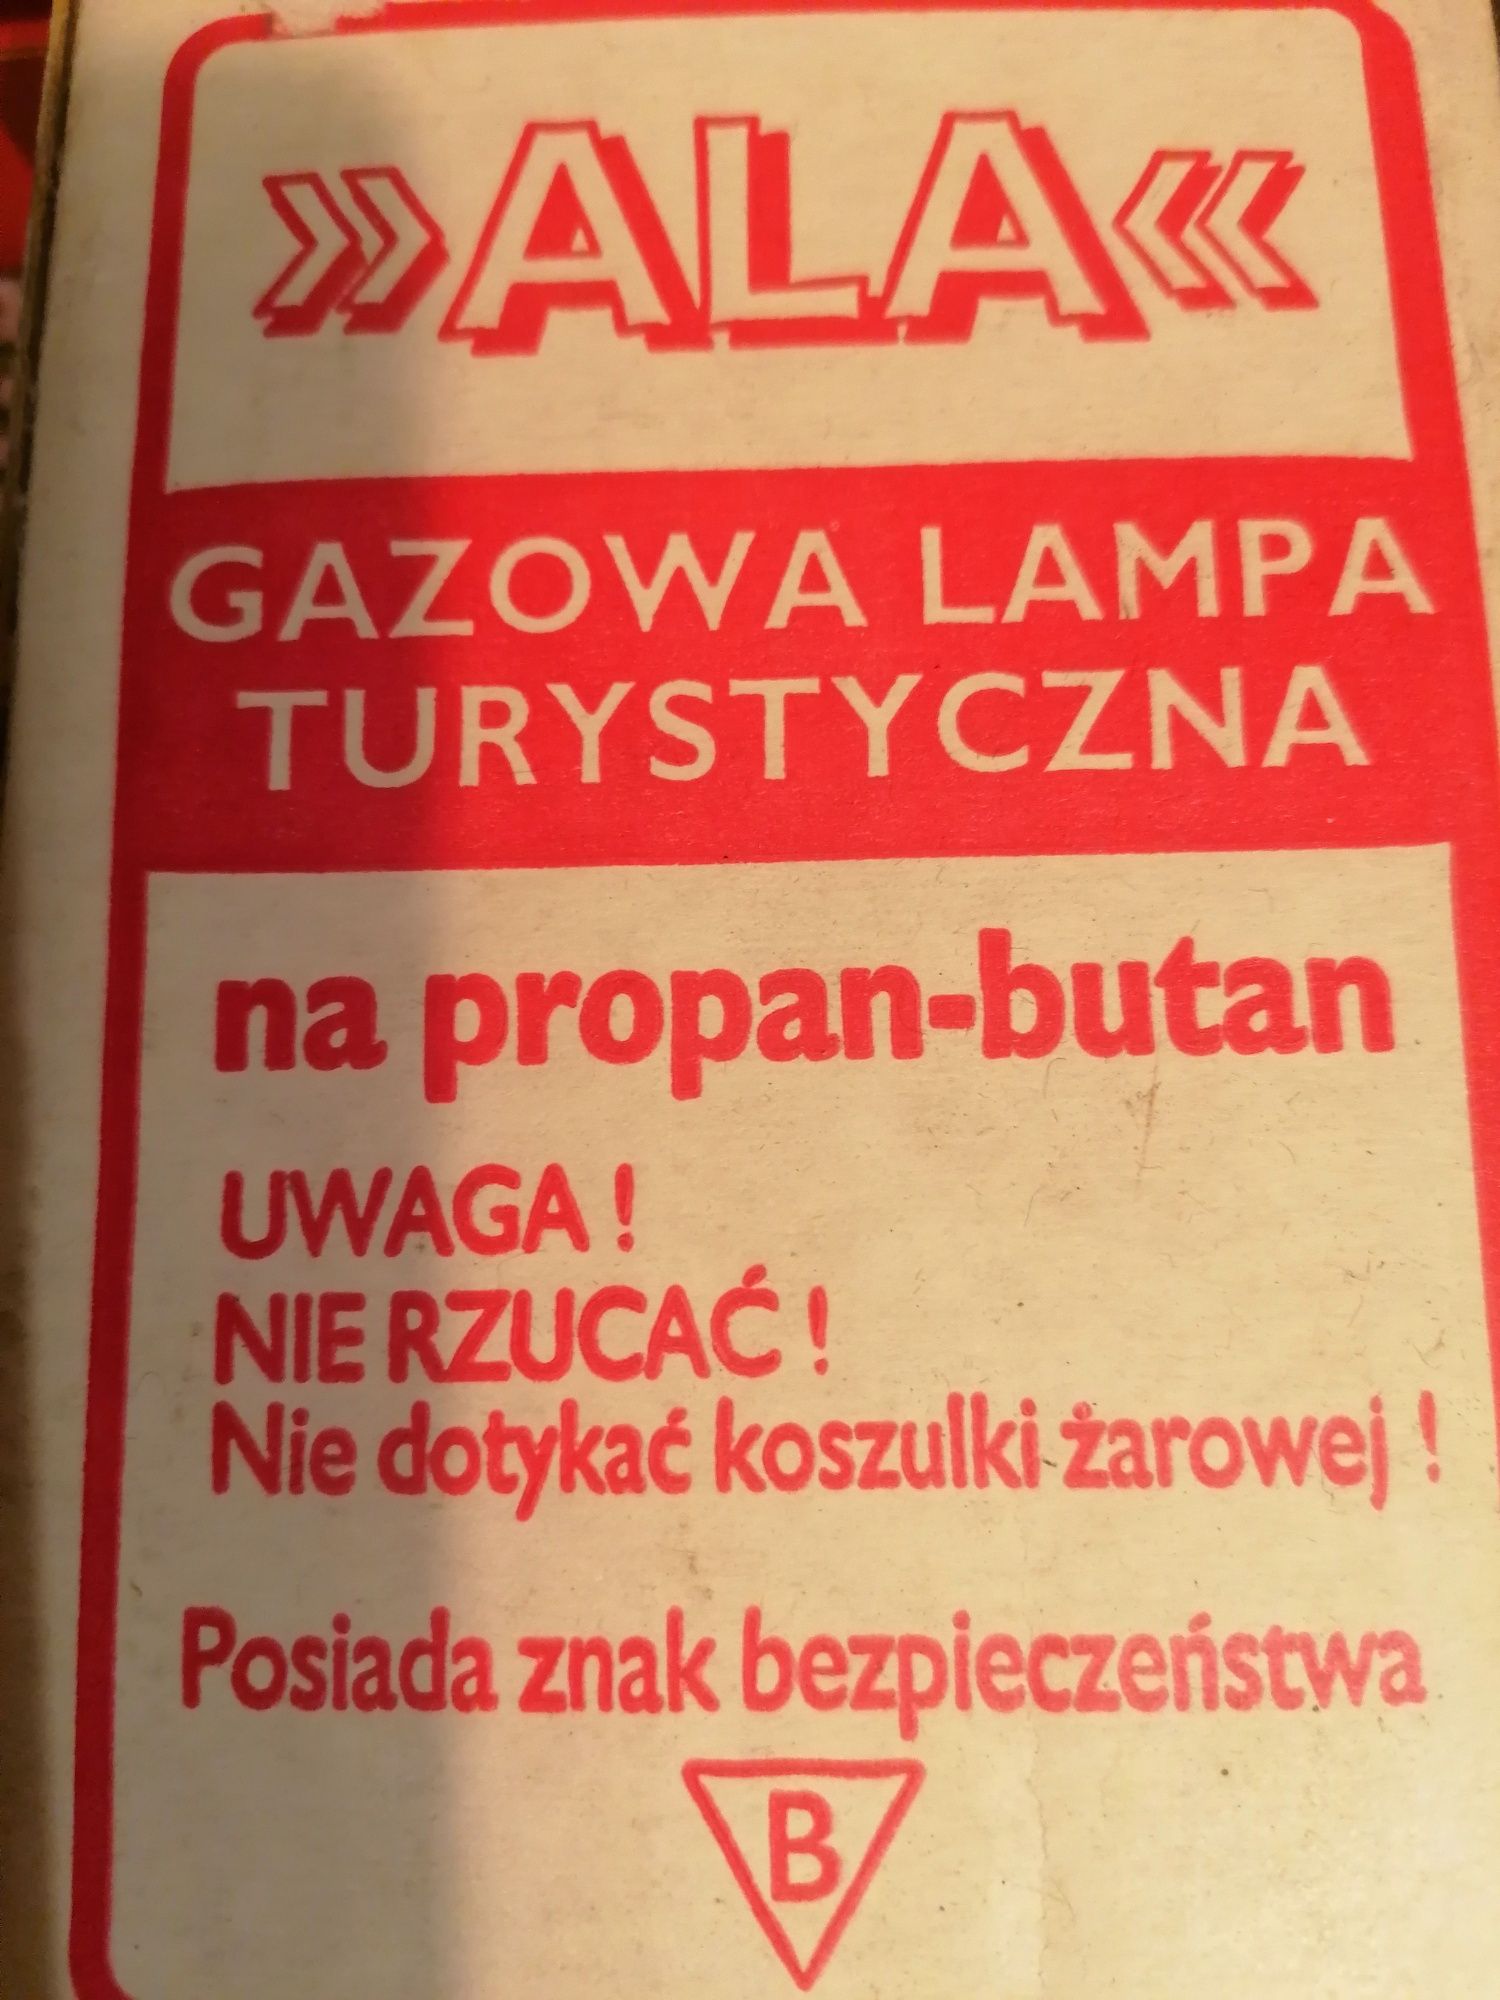 »ALA«
GAZOWA LAMPA
TURYSTYCZNA
na propan-butan
UWAGA !
NIE RZUCAĆ !
Nie dotykać koszulki żarowej !
Posiada znak bezpieczeństwa
B